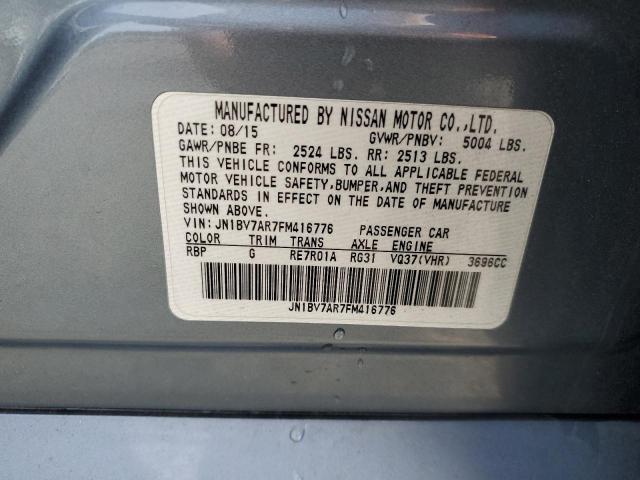 MANUFACTURED BY NISSAN MOTOR CO.,LTD.
DATE: 08/15 GVWR/PNBV: 5004 LBS.
GAWR/PNBE FR: 2524 LBS. RR: 2513 LBS.
THIS VEHICLE CONFORMS TO ALL APPLICABLE FEDERAL
MOTOR VEHICLE SAFETY,BUMPER,AND THEFT PREVENTION
STANDARDS IN EFFECT ON THE DATE OF MANUFACTURE
SHOWN ABOVE.
VIN: JN1BV7AR7FM416776 PASSENGER CAR
COLOR TRIM TRANS AXLE ENGINE
RBP G RE7R01A RG31 VQ37(VHR) 3696CC
JN1BV7AR7FM416776